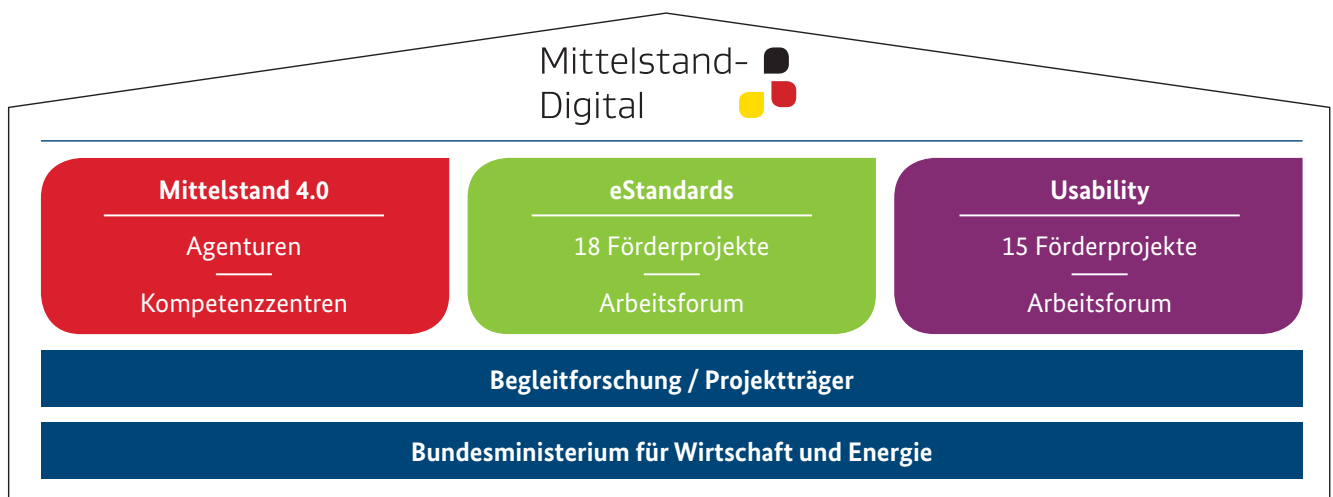 Mittelstand-
Digital
Mittelstand 4.0
Agenturen
Kompetenzzentren
eStandards
18 Förderprojekte
Arbeitsforum
Usability
15 Förderprojekte
Arbeitsforum
Begleitforschung / Projektträger
Bundesministerium für Wirtschaft und Energie